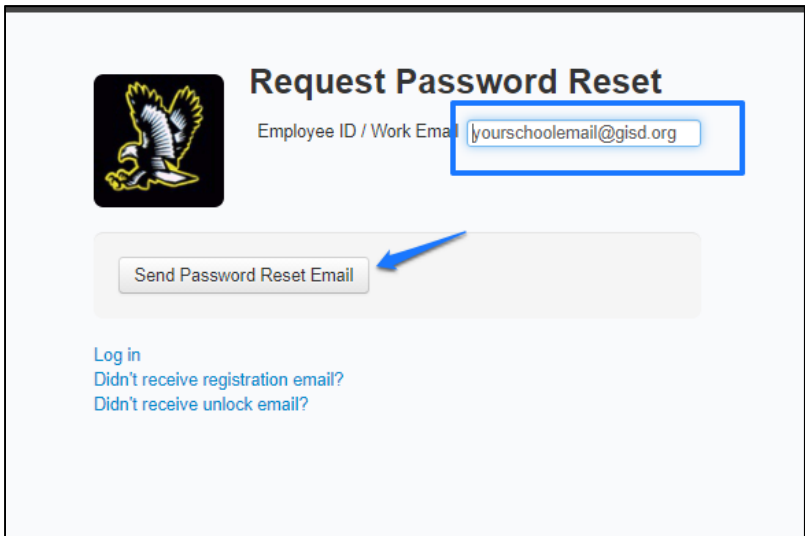 Request Password Reset
Employee ID / Work Email yourschoolemail@gisd.org
Send Password Reset Email
Log in
Didn't receive registration email?
Didn't receive unlock email?